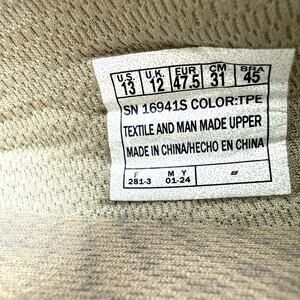 U.S. U.K. EUR CM BRA
13 12 47.5 31 45
SN 16941S COLOR:TPE
TEXTILE AND MAN MADE UPPER
MADE IN CHINA/HECHO EN CHINA
F M Y
281-3 01-24